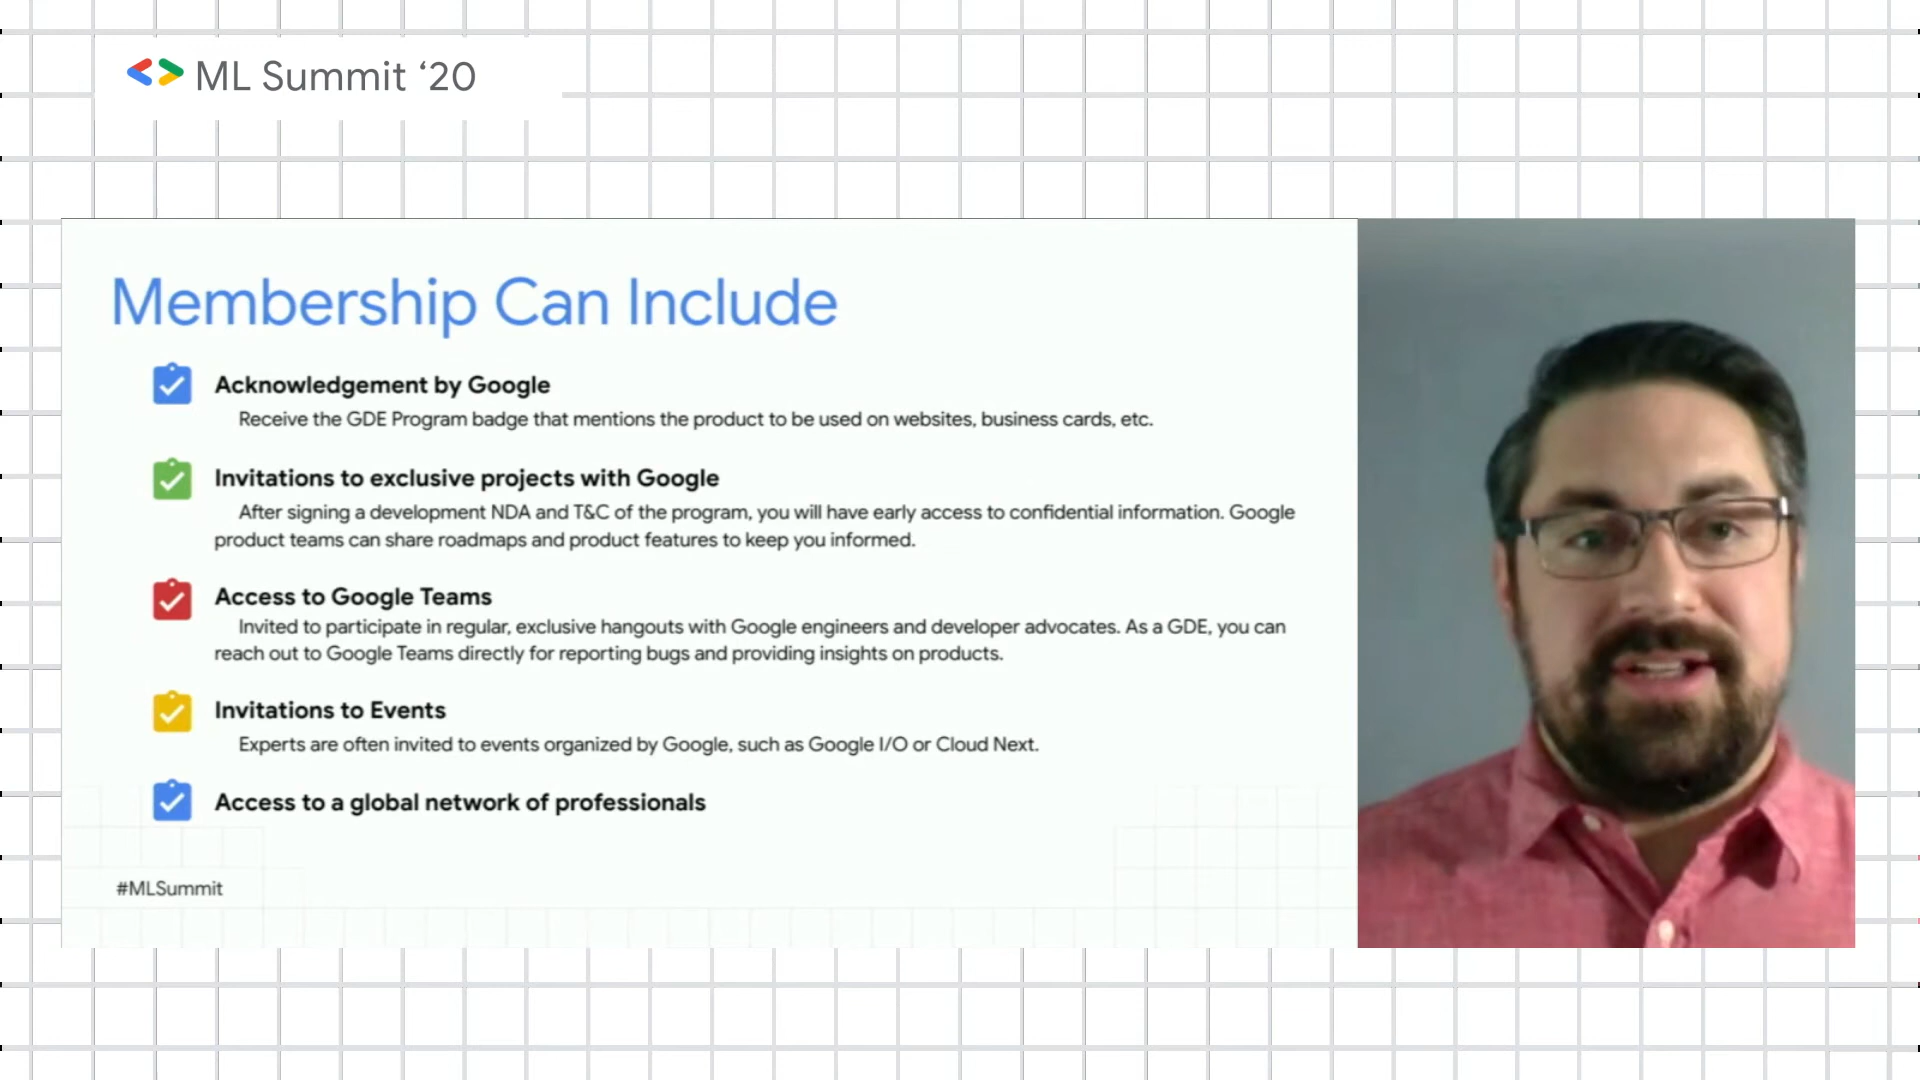 ML Summit ‘20
Membership Can Include
Acknowledgement by Google
Receive the GDE Program badge that mentions the product to be used on websites, business cards, etc.
Invitations to exclusive projects with Google
After signing a development NDA and T&C of the program, you will have early access to confidential information. Google
product teams can share roadmaps and product features to keep you informed.
Access to Google Teams
Invited to participate in regular, exclusive hangouts with Google engineers and developer advocates. As a GDE, you can
reach out to Google Teams directly for reporting bugs and providing insights on products.
Invitations to Events
Experts are often invited to events organized by Google, such as Google I/O or Cloud Next.
Access to a global network of professionals
#MLSummit